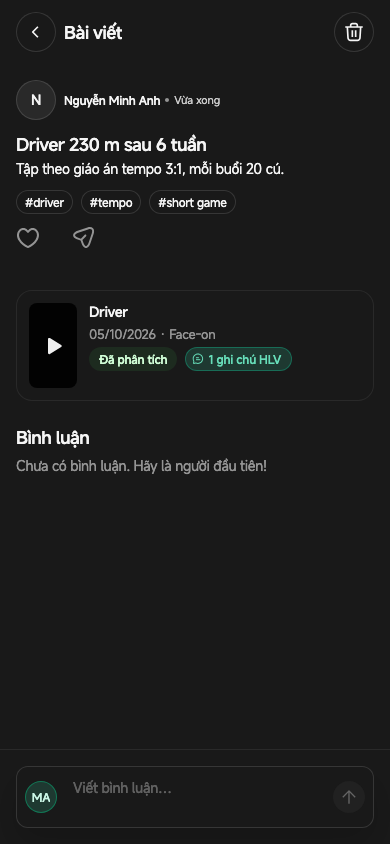 Bài viết
N
Nguyễn Minh Anh • Vừa xong
Driver 230 m sau 6 tuần
Tập theo giáo án tempo 3:1, mỗi buổi 20 cú.
#driver #tempo #short game
Driver
05/10/2026 · Face-on
Đã phân tích 1 ghi chú HLV
Bình luận
Chưa có bình luận. Hãy là người đầu tiên!
MA Viết bình luận...